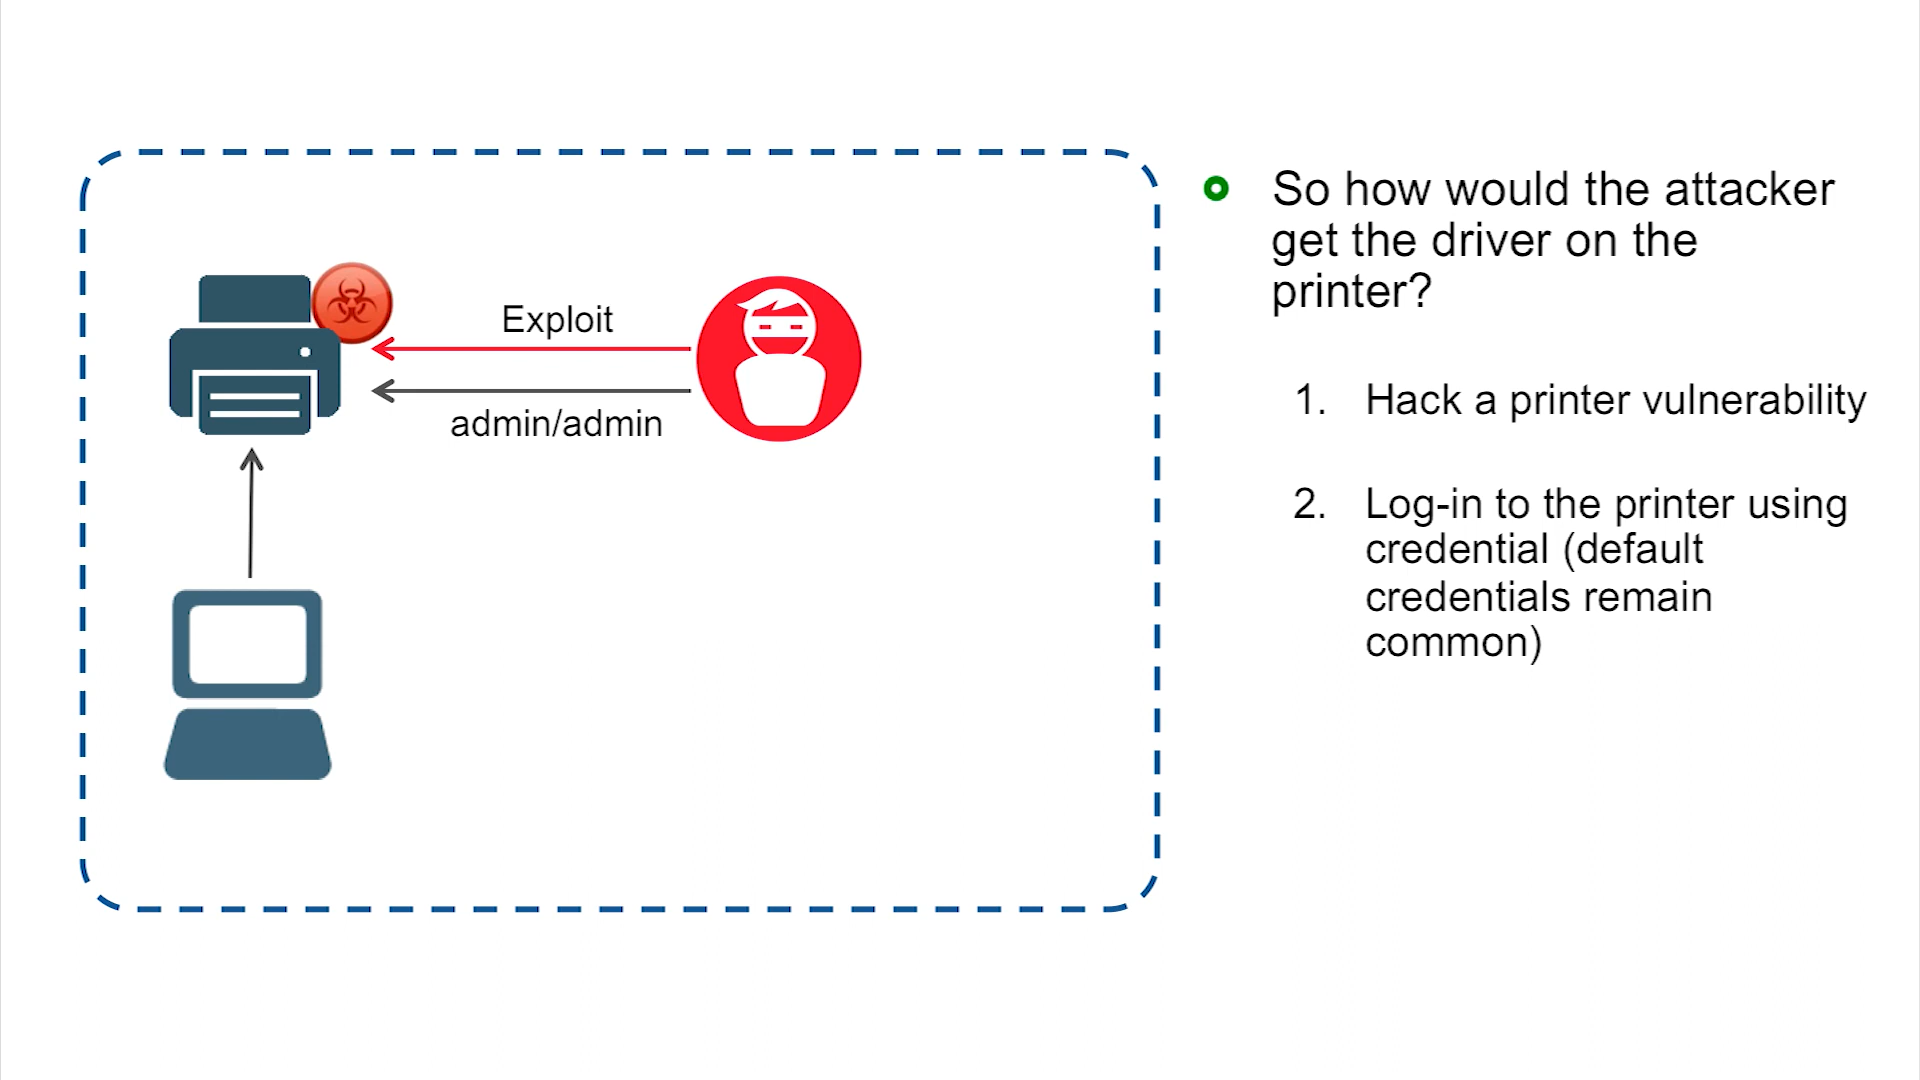 Exploit
admin/admin
So how would the attacker
get the driver on the
printer?
1. Hack a printer vulnerability
2. Log-in to the printer using
credential (default
credentials remain
common)